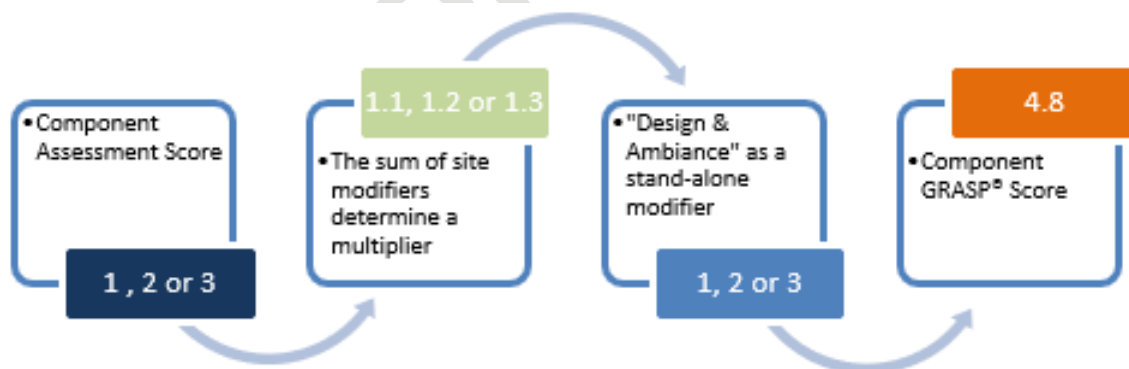 •Component
Assessment Score
1 , 2 or 3
1.1, 1.2 or 1.3
•The sum of site
modifiers
determine a
multiplier
•"Design &
Ambiance" as a
stand-alone
modifier
1, 2 or 3
4.8
•Component
GRASP® Score